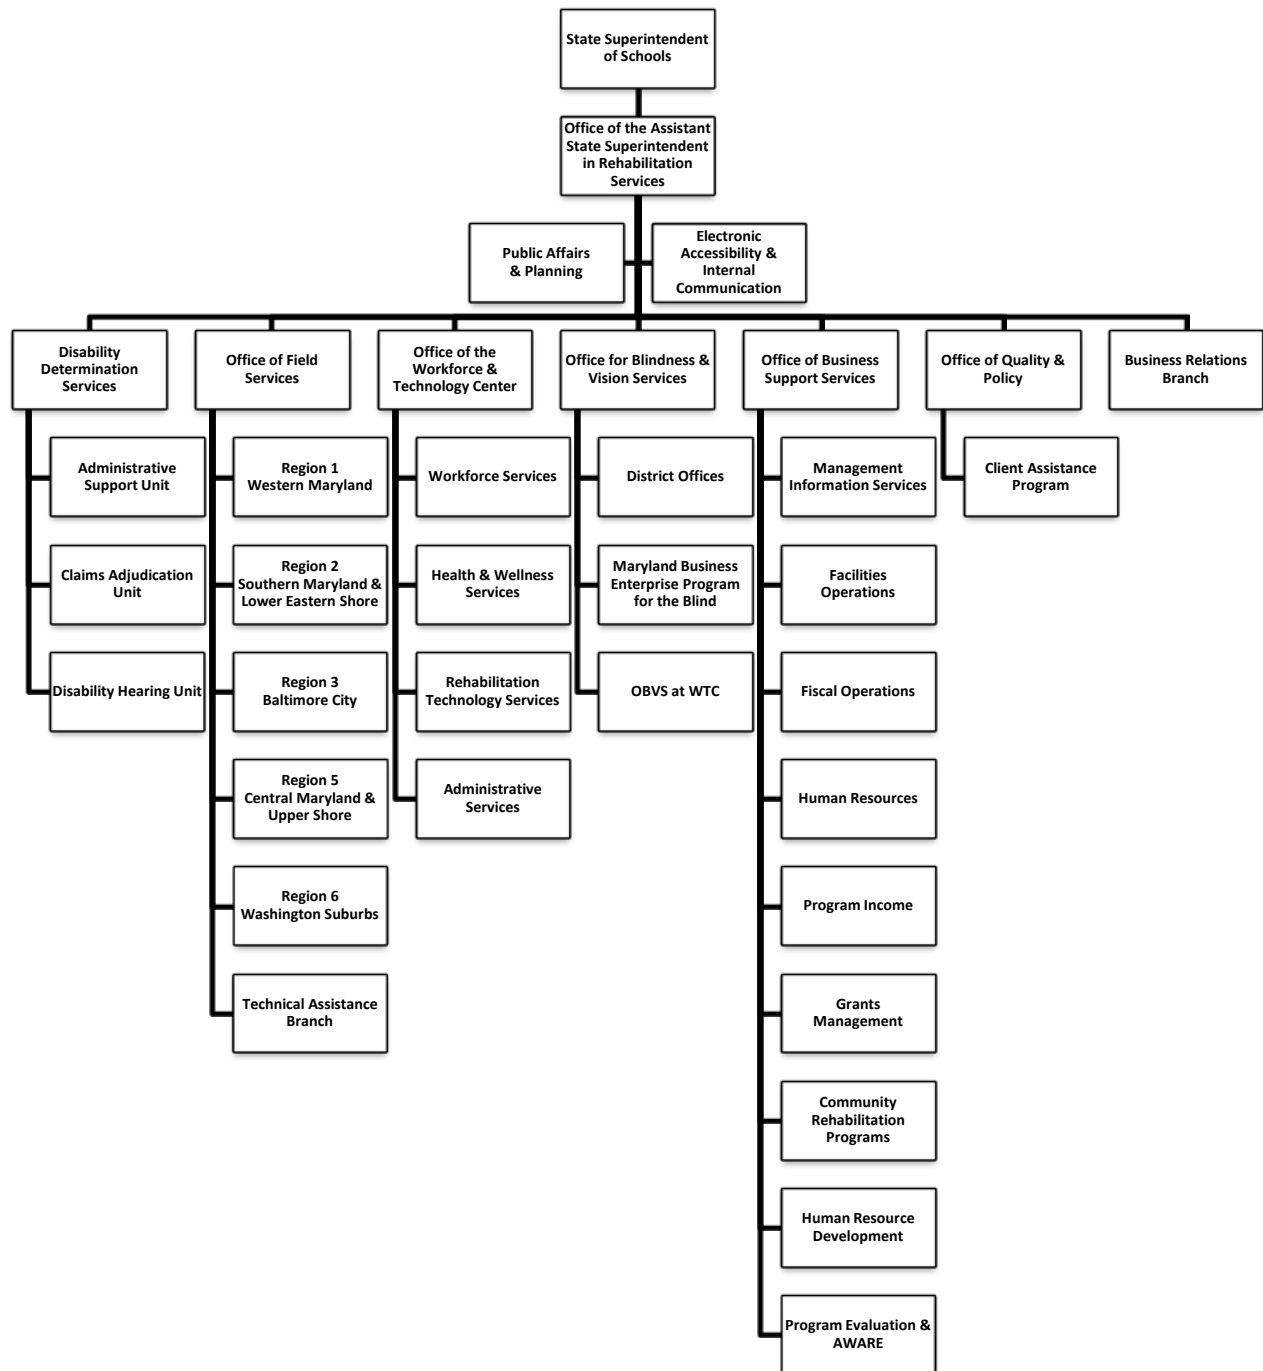 State Superintendent
of Schools
Office of the Assistant
State Superintendent
in Rehabilitation
Services
Public Affairs
& Planning
Electronic
Accessibility &
Internal
Communication
Disability
Determination
Services
Office of Field
Services
Office of the
Workforce &
Technology Center
Office for Blindness &
Vision Services
Office of Business
Support Services
Office of Quality &
Policy
Business Relations
Branch
Administrative
Support Unit
Claims Adjudication
Unit
Disability Hearing Unit
Region 1
Western Maryland
Region 2
Southern Maryland &
Lower Eastern Shore
Region 3
Baltimore City
Region 5
Central Maryland &
Upper Shore
Region 6
Washington Suburbs
Technical Assistance
Branch
Workforce Services
Health & Wellness
Services
Rehabilitation
Technology Services
Administrative
Services
District Offices
Maryland Business
Enterprise Program
for the Blind
OBVS at WTC
Management
Information Services
Facilities
Operations
Fiscal Operations
Human Resources
Program Income
Grants
Management
Community
Rehabilitation
Programs
Human Resource
Development
Program Evaluation &
AWARE
Client Assistance
Program